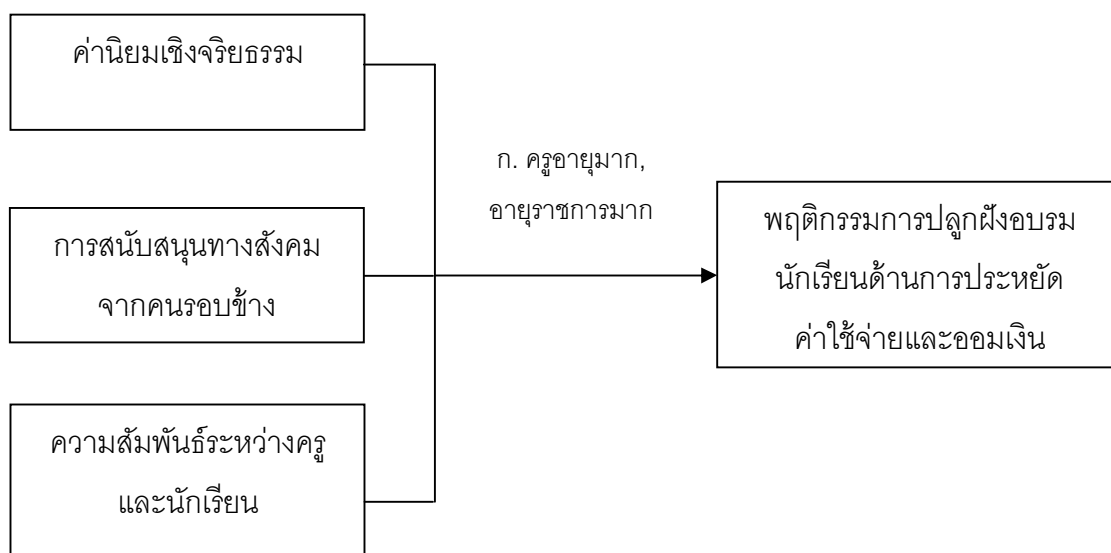 ค่านิยมเชิงจริยธรรม
การสนับสนุนทางสังคม
จากคนรอบข้าง
ความสัมพันธ์ระหว่างครู
และนักเรียน
ก. ครูอายุมาก,
อายุราชการมาก
พฤติกรรมการปลูกฝังอบรม
นักเรียนด้านการประหยัด
ค่าใช้จ่ายและออมเงิน